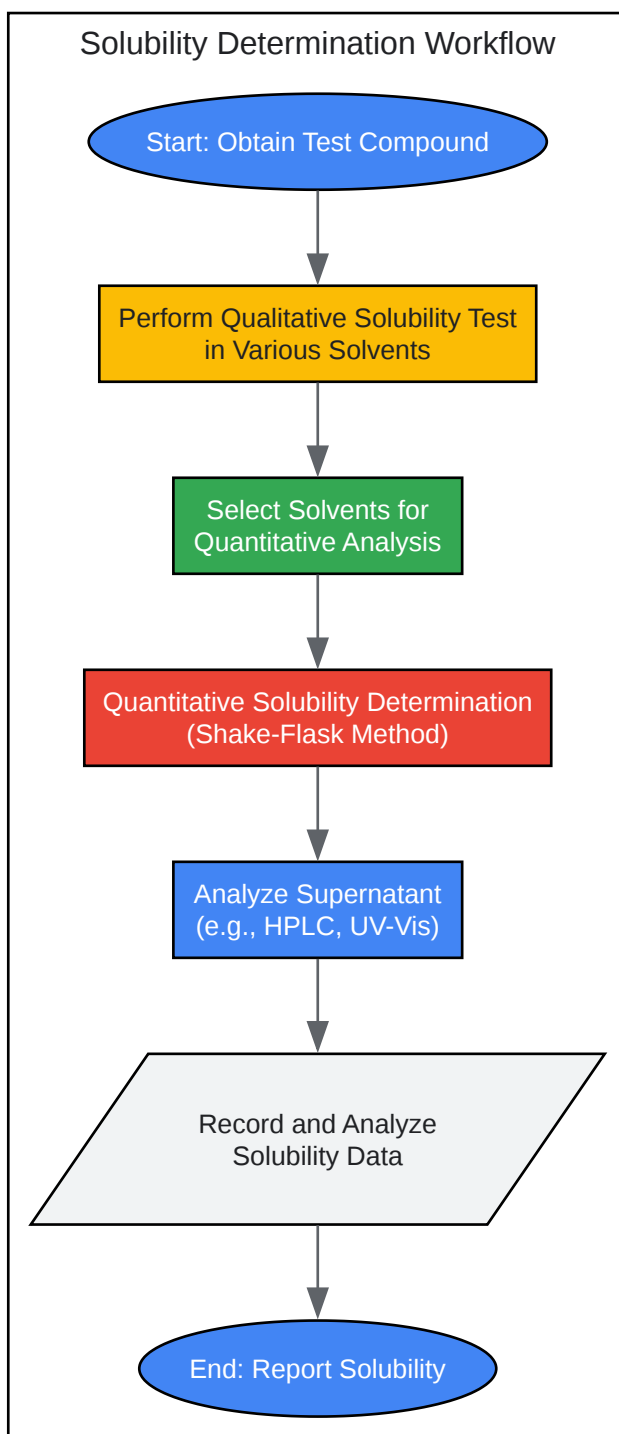 Solubility Determination Workflow
Start: Obtain Test Compound
Perform Qualitative Solubility Test
in Various Solvents
Select Solvents for
Quantitative Analysis
Quantitative Solubility Determination
(Shake-Flask Method)
Analyze Supernatant
(e.g., HPLC, UV-Vis)
Record and Analyze
Solubility Data
End: Report Solubility